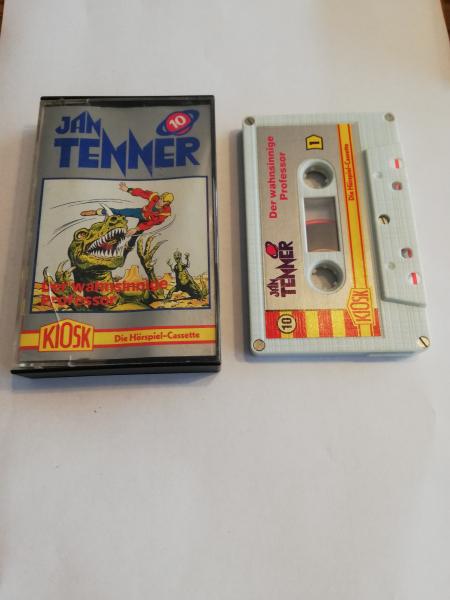 JAN
TENNER
10
Der wahnsinnige
Professor
KIOSK
Die Hörspiel-Cassette
JAN
TENNER
10
Der wahnsinnige
Professor
1
KIOSK
Die Hörspiel-Cassette